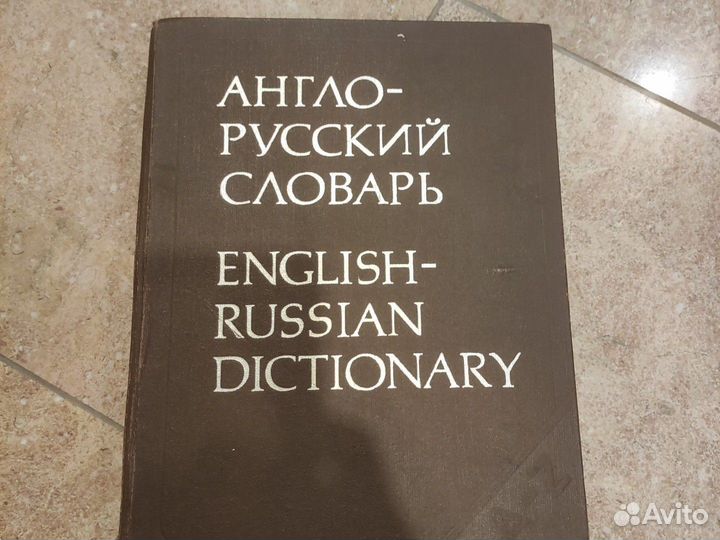 АНГЛО-
РУССКИЙ
СЛОВАРЬ
ENGLISH-
RUSSIAN
DICTIONARY
Avito